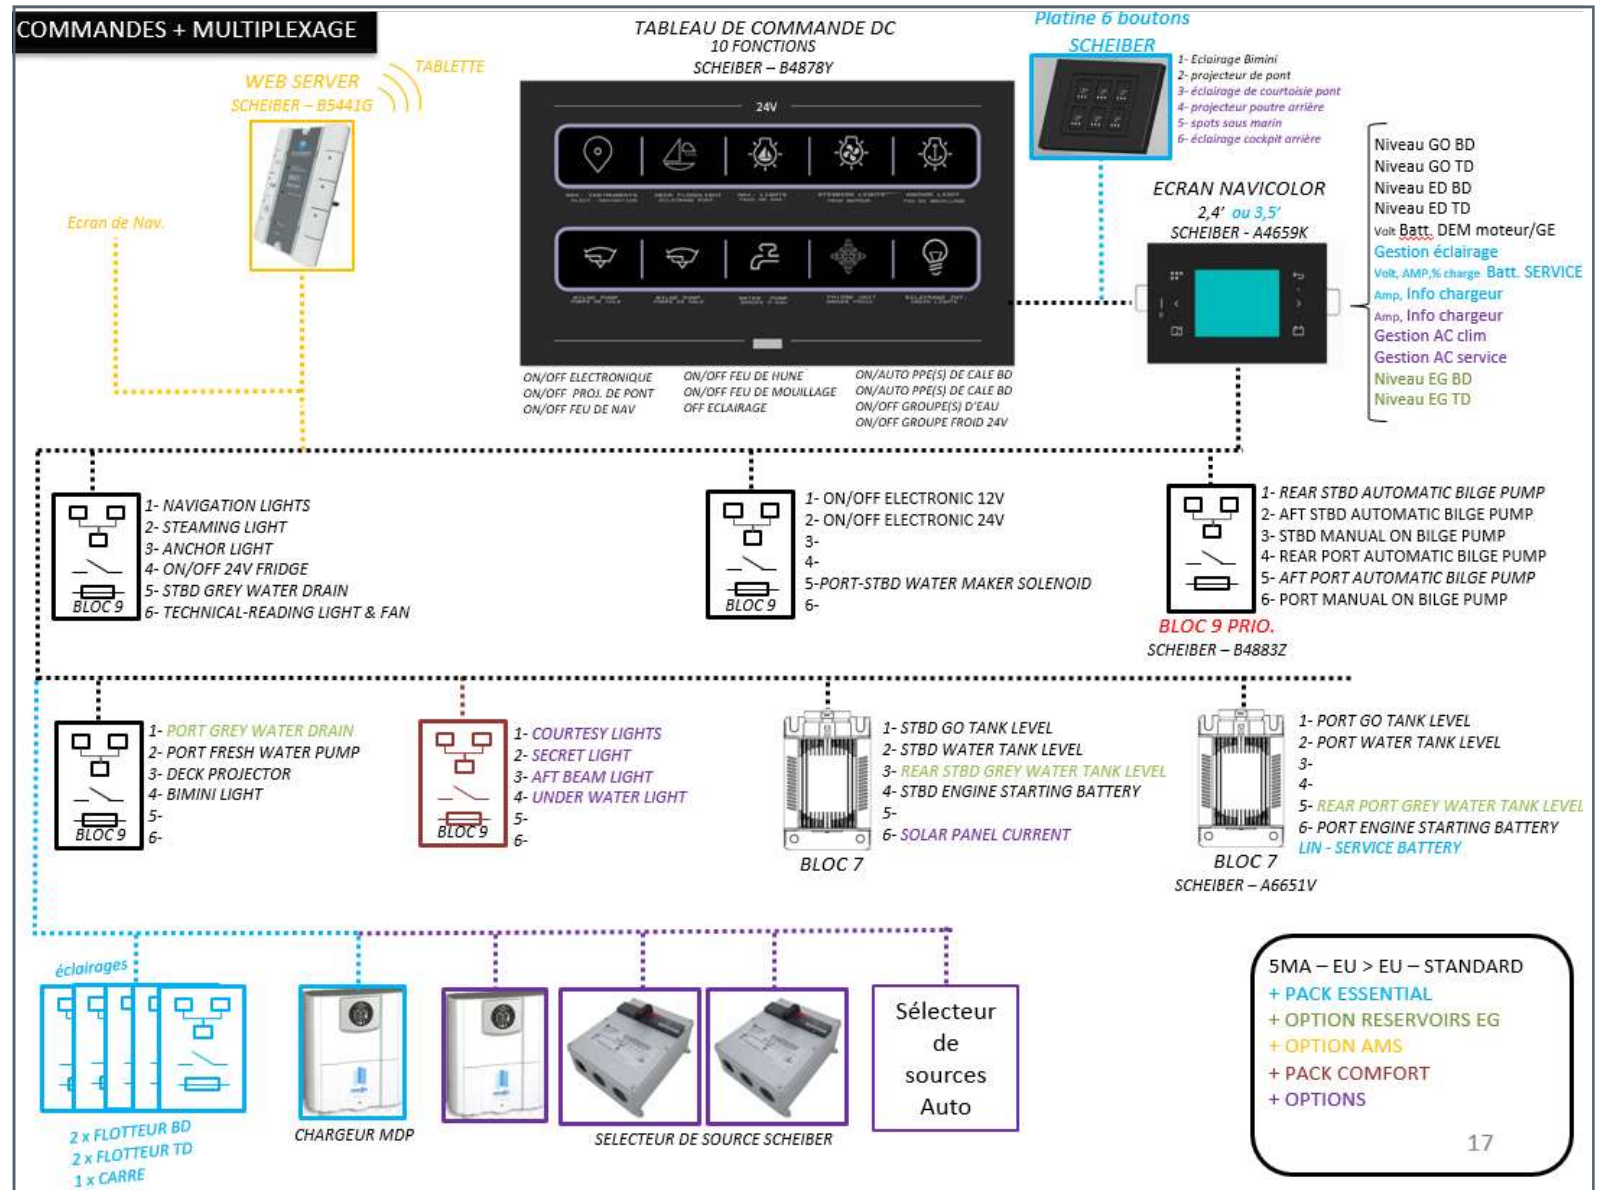 COMMANDES + MULTIPLEXAGE
WEB SERVER
SCHEIBER – B5441G
TABLETTE
Ecran de Nav.
TABLEAU DE COMMANDE DC
10 FONCTIONS
SCHEIBER – B4878Y
24V
ON/OFF ELECTRONIQUE
ON/OFF PROJ. DE PONT
ON/OFF FEU DE NAV
ON/OFF FEU DE HUNE
ON/OFF FEU DE MOUILLAGE
OFF ECLAIRAGE
ON/AUTO PPE(S) DE CALE BD
ON/AUTO PPE(S) DE CALE BD
ON/OFF GROUPE(S) D'EAU
ON/OFF GROUPE FROID 24V
Platine 6 boutons
SCHEIBER
1- Eclairage Bimini
2- projecteur de pont
3- éclairage de courtoisie pont
4- projecteur poutre arrière
5- spots sous marin
6- éclairage cockpit arrière
ECRAN NAVICOLOR
2,4' ou 3,5'
SCHEIBER - A4659K
Niveau GO BD
Niveau GO TD
Niveau ED BD
Niveau ED TD
Volt Batt. DEM moteur/GE
Gestion éclairage
Volt, AMP,% charge Batt. SERVICE
Amp, Info chargeur
Amp, Info chargeur
Gestion AC clim
Gestion AC service
Niveau EG BD
Niveau EG TD
BLOC 9
1- NAVIGATION LIGHTS
2- STEAMING LIGHT
3- ANCHOR LIGHT
4- ON/OFF 24V FRIDGE
5- STBD GREY WATER DRAIN
6- TECHNICAL-READING LIGHT & FAN
BLOC 9
1- ON/OFF ELECTRONIC 12V
2- ON/OFF ELECTRONIC 24V
3-
4-
5-PORT-STBD WATER MAKER SOLENOID
6-
1- REAR STBD AUTOMATIC BILGE PUMP
2- AFT STBD AUTOMATIC BILGE PUMP
3- STBD MANUAL ON BILGE PUMP
4- REAR PORT AUTOMATIC BILGE PUMP
5- AFT PORT AUTOMATIC BILGE PUMP
6- PORT MANUAL ON BILGE PUMP
BLOC 9 PRIO.
SCHEIBER – B4883Z
BLOC 9
1- PORT GREY WATER DRAIN
2- PORT FRESH WATER PUMP
3- DECK PROJECTOR
4- BIMINI LIGHT
5-
6-
BLOC 9
1- COURTESY LIGHTS
2- SECRET LIGHT
3- AFT BEAM LIGHT
4- UNDER WATER LIGHT
5-
6-
1- STBD GO TANK LEVEL
2- STBD WATER TANK LEVEL
3- REAR STBD GREY WATER TANK LEVEL
4- STBD ENGINE STARTING BATTERY
5-
6- SOLAR PANEL CURRENT
BLOC 7
1- PORT GO TANK LEVEL
2- PORT WATER TANK LEVEL
3-
4-
5- REAR PORT GREY WATER TANK LEVEL
6- PORT ENGINE STARTING BATTERY
LIN - SERVICE BATTERY
BLOC 7
SCHEIBER – A6651V
éclairages
2 x FLOTTEUR BD
2 x FLOTTEUR TD
1 x CARRE
CHARGEUR MDP
SELECTEUR DE SOURCE SCHEIBER
Sélecteur
de
sources
Auto
5MA – EU > EU – STANDARD
+ PACK ESSENTIAL
+ OPTION RESERVOIRS EG
+ OPTION AMS
+ PACK COMFORT
+ OPTIONS
17